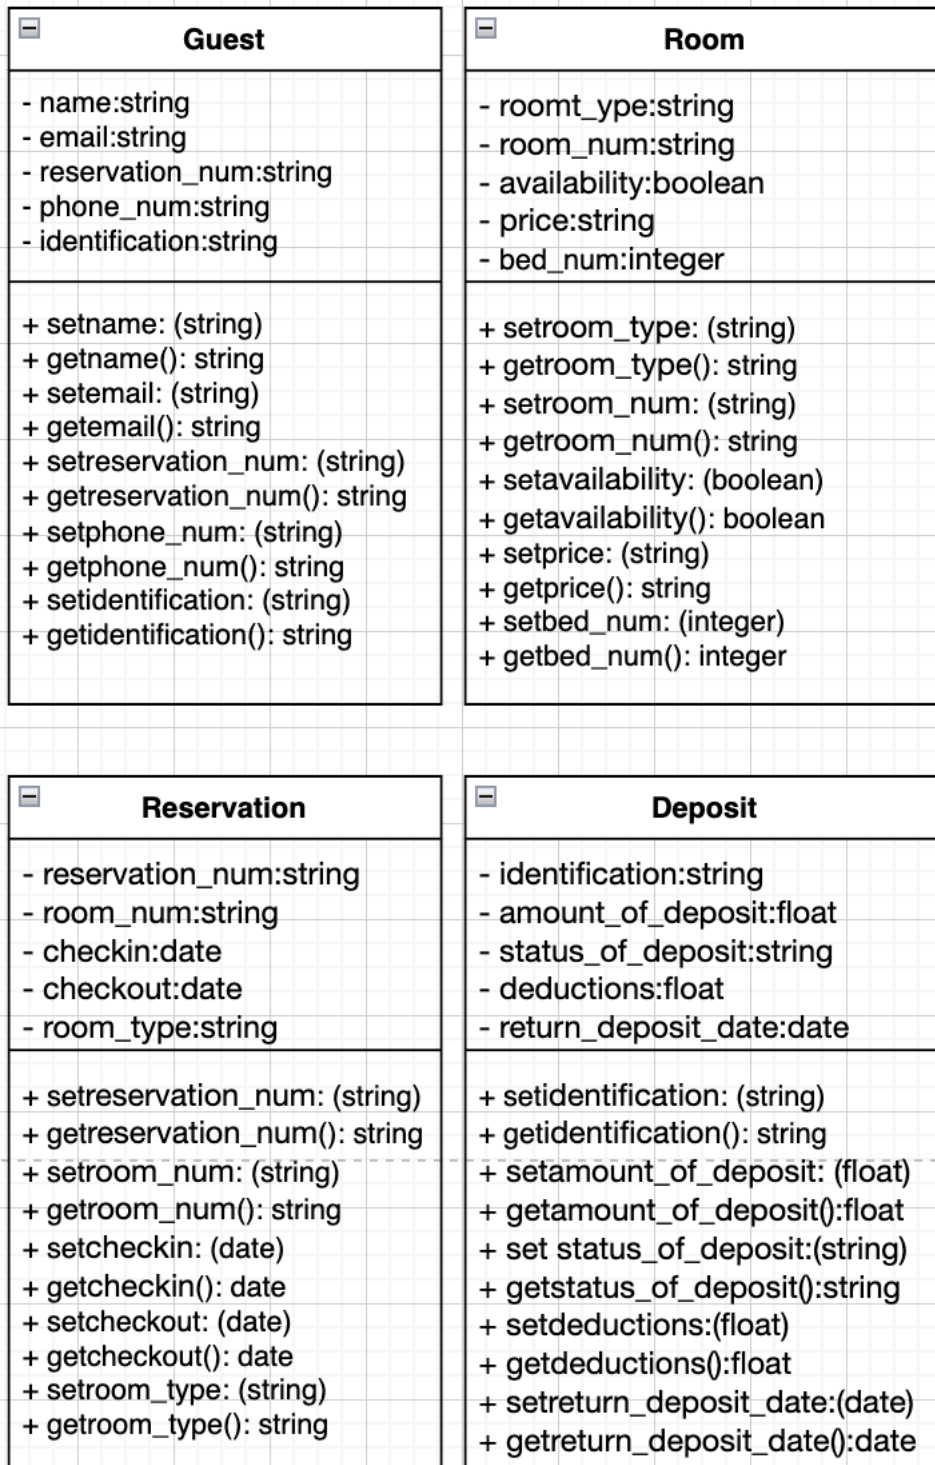 Guest
- name:string
- email:string
- reservation_num:string
- phone_num:string
- identification:string
+ setname: (string)
+ getname(): string
+ setemail: (string)
+ getemail(): string
+ setreservation_num: (string)
+ getreservation_num(): string
+ setphone_num: (string)
+ getphone_num(): string
+ setidentification: (string)
+ getidentification(): string
Room
- roomt_ype:string
- room_num:string
- availability:boolean
- price:string
- bed_num:integer
+ setroom_type: (string)
+ getroom_type(): string
+ setroom_num: (string)
+ getroom_num(): string
+ setavailability: (boolean)
+ getavailability(): boolean
+ setprice: (string)
+ getprice(): string
+ setbed_num: (integer)
+ getbed_num(): integer
Reservation
- reservation_num:string
- room_num:string
- checkin:date
- checkout:date
- room_type:string
+ setreservation_num: (string)
+ getreservation_num(): string
+ setroom_num: (string)
+ getroom_num(): string
+ setcheckin: (date)
+ getcheckin(): date
+ setcheckout: (date)
+ getcheckout(): date
+ setroom_type: (string)
+ getroom_type(): string
Deposit
- identification:string
- amount_of_deposit:float
- status_of_deposit:string
- deductions:float
- return_deposit_date:date
+ setidentification: (string)
+ getidentification(): string
+ setamount_of_deposit: (float)
+ getamount_of_deposit():float
+ set status_of_deposit:(string)
+ getstatus_of_deposit():string
+ setdeductions:(float)
+ getdeductions():float
+ setreturn_deposit_date:(date)
+ getreturn_deposit_date():date